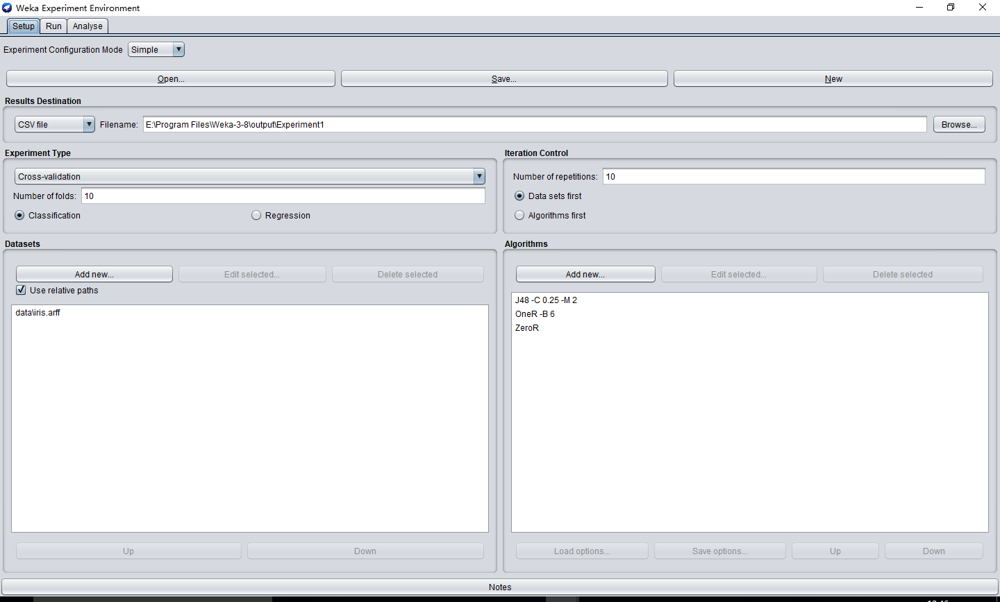 Weka Experiment Environment
Setup Run Analyse
Experiment Configuration Mode Simple
Open... Save... New
Results Destination
CSV file Filename: E:\Program Files\Weka-3-8\output\Experiment1 Browse...
Experiment Type Iteration Control
Cross-validation Number of repetitions: 10
Number of folds: 10 Data sets first
Classification Regression Algorithms first
Datasets Algorithms
Add new... Edit selected... Delete selected Add new... Edit selected... Delete selected
Use relative paths
data\iris.arff
J48 -C 0.25 -M 2
OneR -B 6
ZeroR
Up Down Load options... Save options... Up Down
Notes